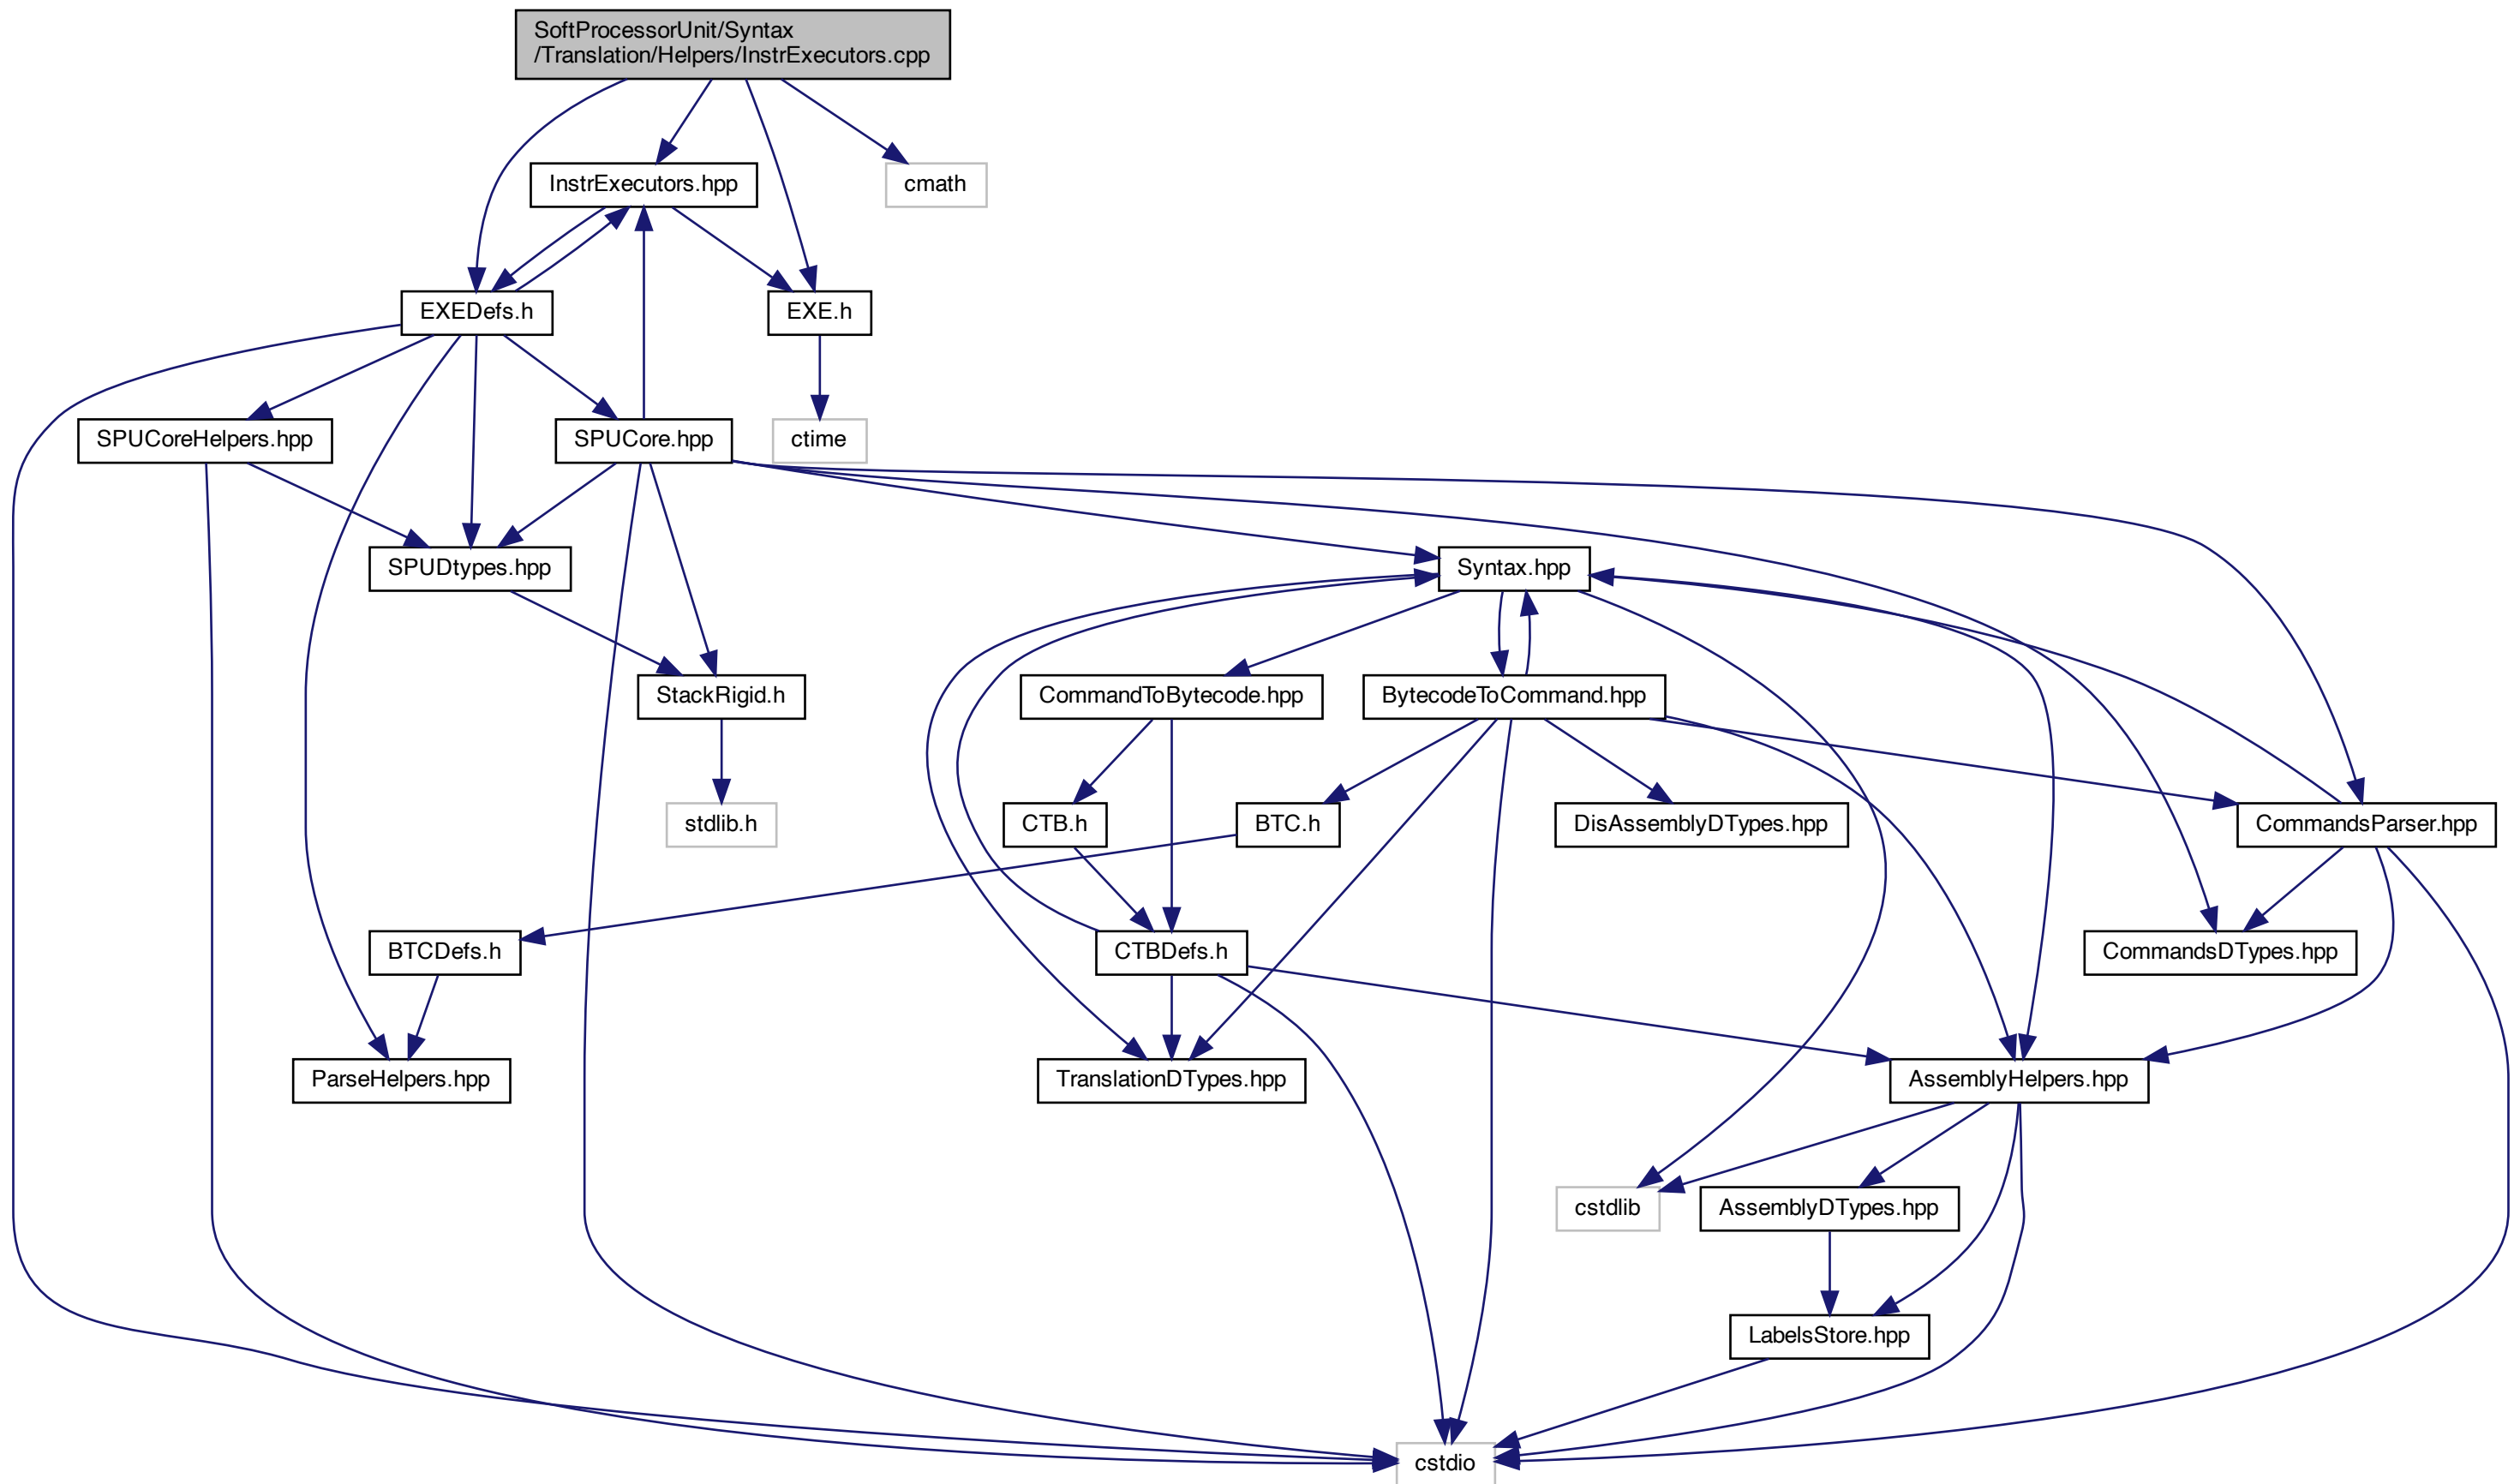 SoftProcessorUnit/Syntax
/Translation/Helpers/InstrExecutors.cpp
InstrExecutors.hpp
cmath
EXEDefs.h
EXE.h
SPUCoreHelpers.hpp
SPUCore.hpp
ctime
SPUDtypes.hpp
Syntax.hpp
StackRigid.h
CommandToBytecode.hpp
BytecodeToCommand.hpp
stdlib.h
CTB.h
BTC.h
DisAssemblyDTypes.hpp
CommandsParser.hpp
BTCDefs.h
CTBDefs.h
CommandsDTypes.hpp
ParseHelpers.hpp
TranslationDTypes.hpp
AssemblyHelpers.hpp
cstdlib
AssemblyDTypes.hpp
LabelsStore.hpp
cstdio